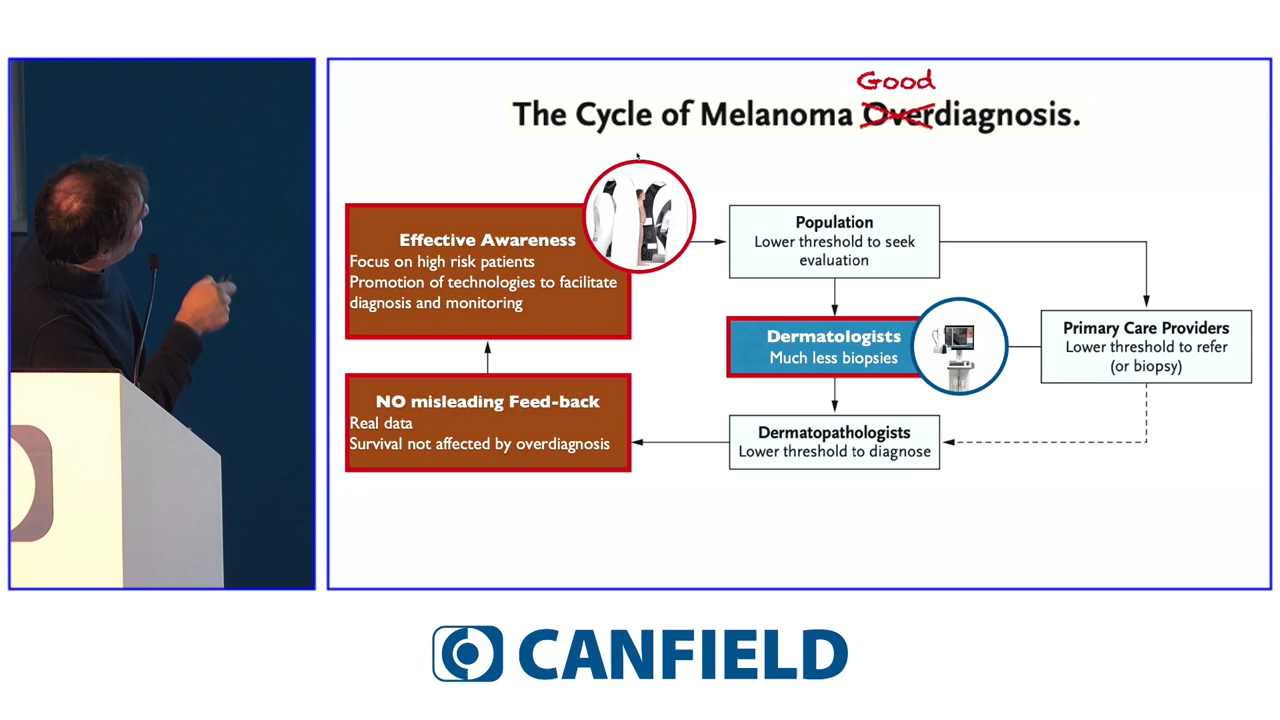 Good
The Cycle of Melanoma Overdiagnosis.
Effective Awareness
Focus on high risk patients
Promotion of technologies to facilitate
diagnosis and monitoring
Population
Lower threshold to seek
evaluation
Dermatologists
Much less biopsies
Primary Care Providers
Lower threshold to refer
(or biopsy)
NO misleading Feed-back
Real data
Survival not affected by overdiagnosis
Dermatopathologists
Lower threshold to diagnose
CANFIELD